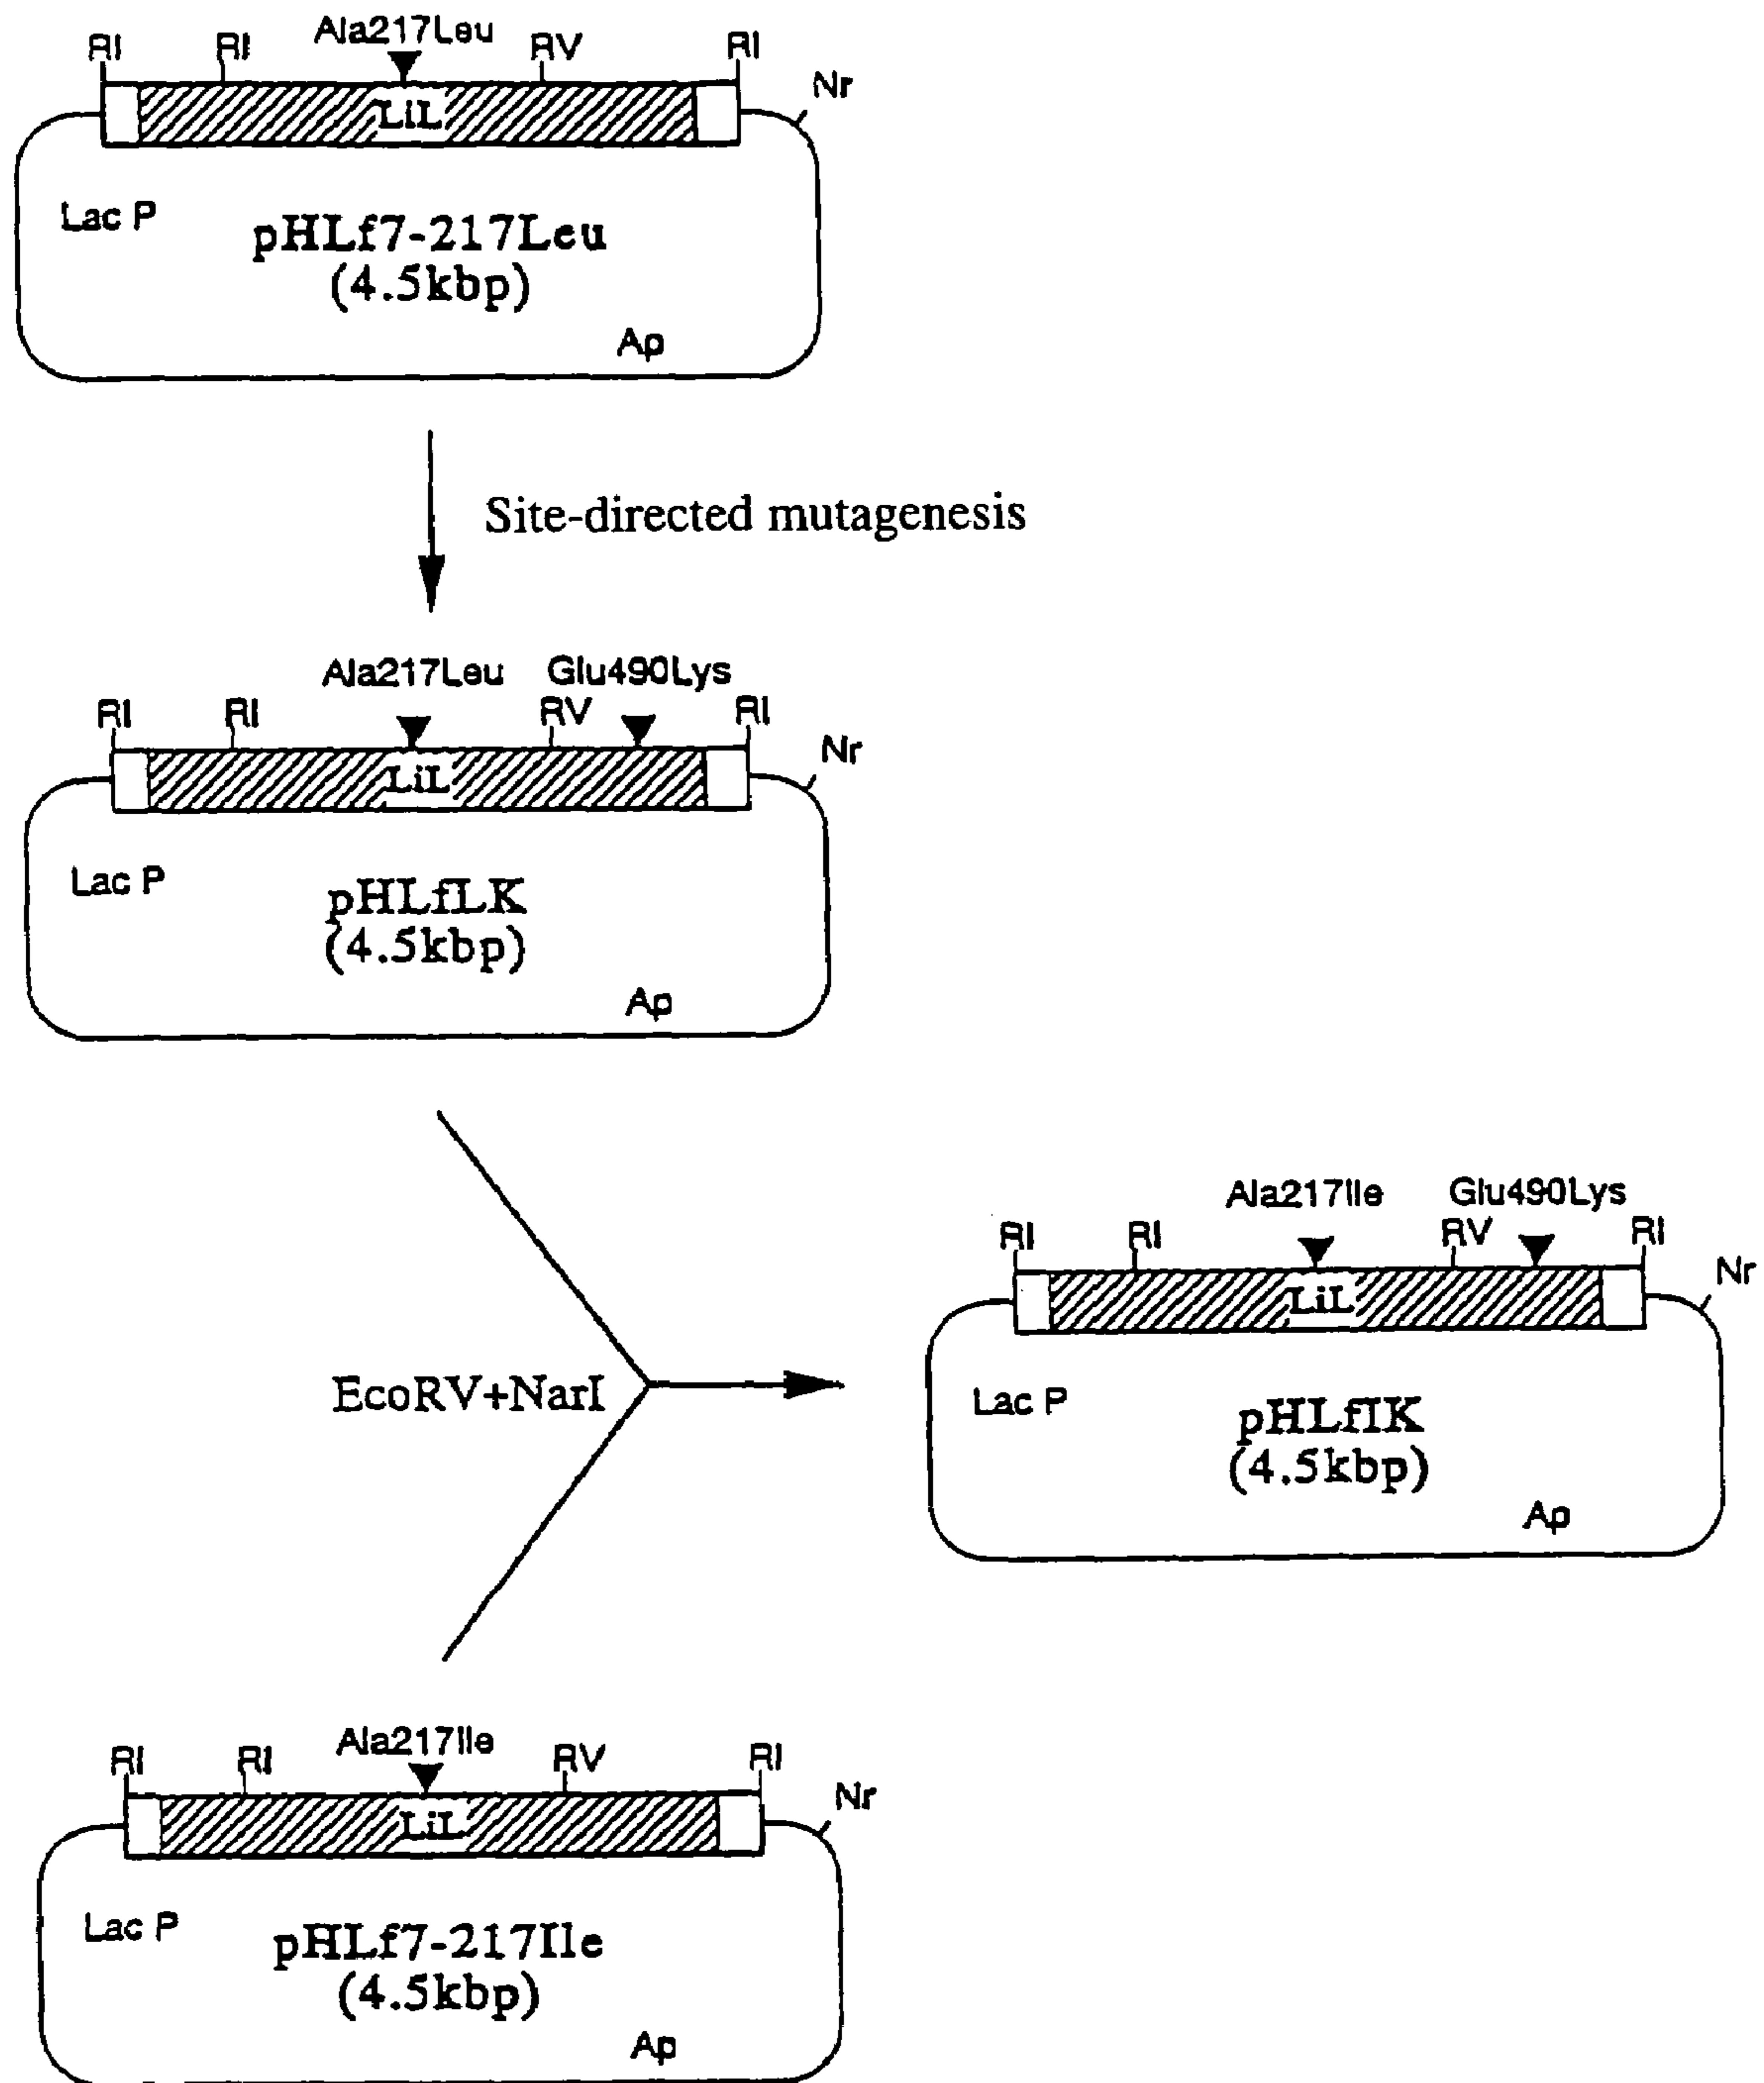 Ala217Leu
RI RI RV RI
Nr
LiL
Lac P
pHLf7-217Leu
(4.5kbp)
Ap
Site-directed mutagenesis
Ala217Leu Glu490Lys
RI RI RV RI
Nr
LiL
Lac P
pHLfLK
(4.5kbp)
Ap
EcoRV+NarI
Ala217Ile Glu490Lys
RI RI RV RI
Nr
LiL
Lac P
pHLfIK
(4.5kbp)
Ap
Ala217Ile
RI RI RV RI
Nr
LiL
Lac P
pHLf7-217Ile
(4.5kbp)
Ap